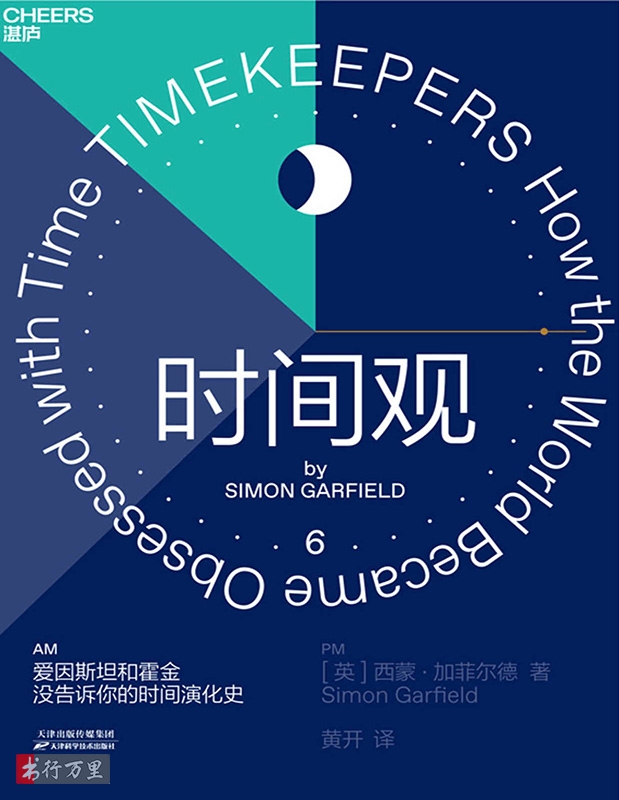 CHEERS
湛庐
TIMEKEEPERS How the World Became Obsessed with Time
时间观
by
SIMON GARFIELD
6
AM
爱因斯坦和霍金
没告诉你的时间演化史
PM
[英]西蒙·加菲尔德 著
Simon Garfield
黄开 译
天津出版传媒集团
天津科学技术出版社
书行万里